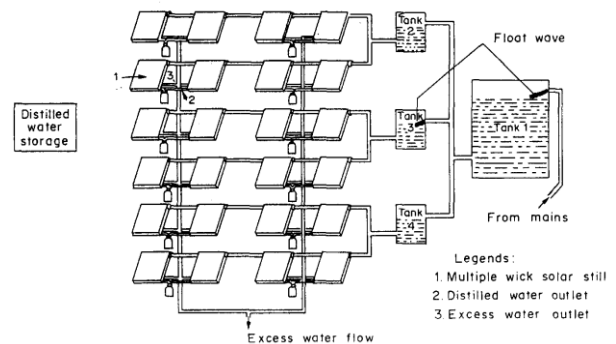 Tank
2
Float wave
1
3
2
Distilled
water
storage
Tank
3
Tank 1
Tank
4
From mains
Legends:
1. Multiple wick solar still
2. Distilled water outlet
3. Excess water outlet
Excess water flow